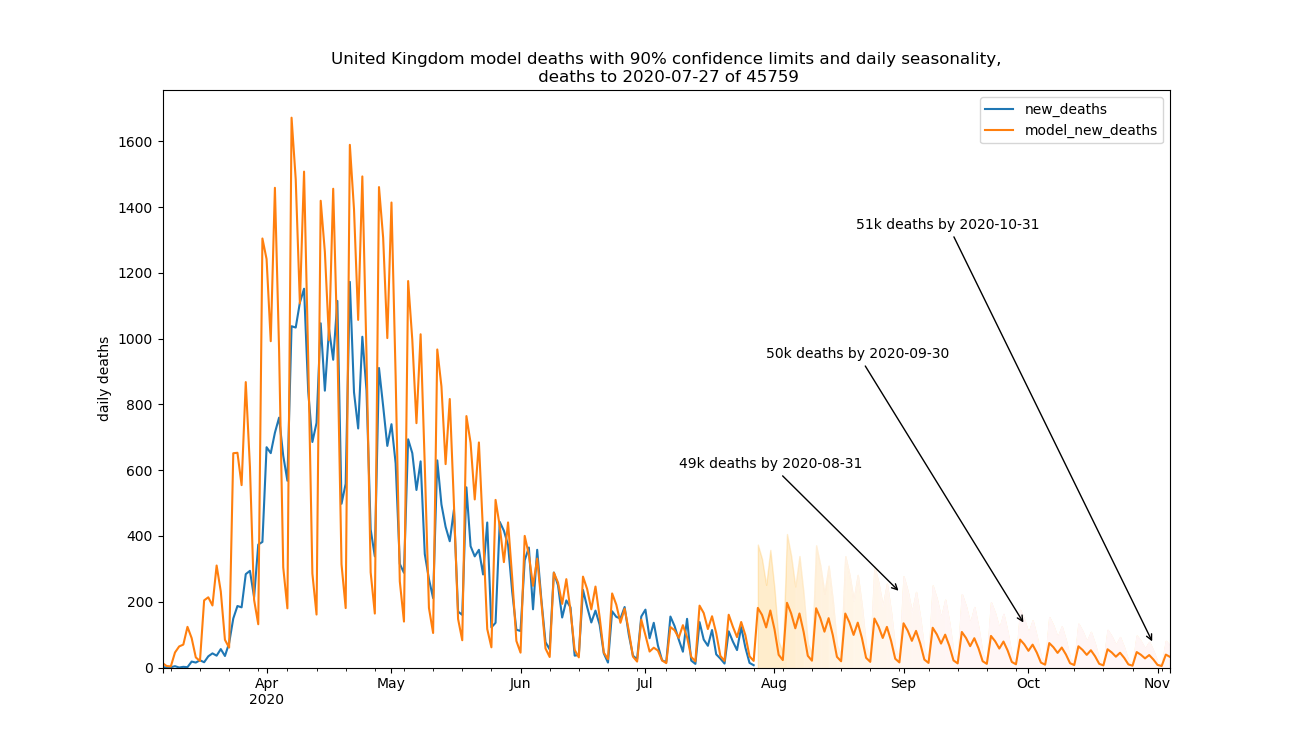 United Kingdom model deaths with 90% confidence limits and daily seasonality,
deaths to 2020-07-27 of 45759
new_deaths
model_new_deaths
1600
1400
1200
1000
800
600
400
200
0
daily deaths
51k deaths by 2020-10-31
50k deaths by 2020-09-30
49k deaths by 2020-08-31
Apr May Jun Jul Aug Sep Oct Nov
2020